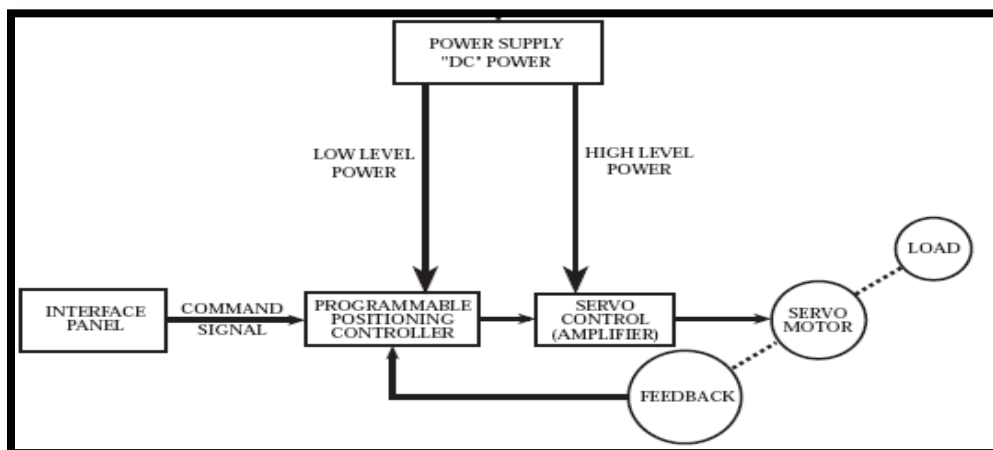 POWER SUPPLY
"DC" POWER
LOW LEVEL
POWER
HIGH LEVEL
POWER
LOAD
INTERFACE
PANEL
COMMAND
SIGNAL
PROGRAMMABLE
POSITIONING
CONTROLLER
SERVO
CONTROL
(AMPLIFIER)
SERVO
MOTOR
FEEDBACK